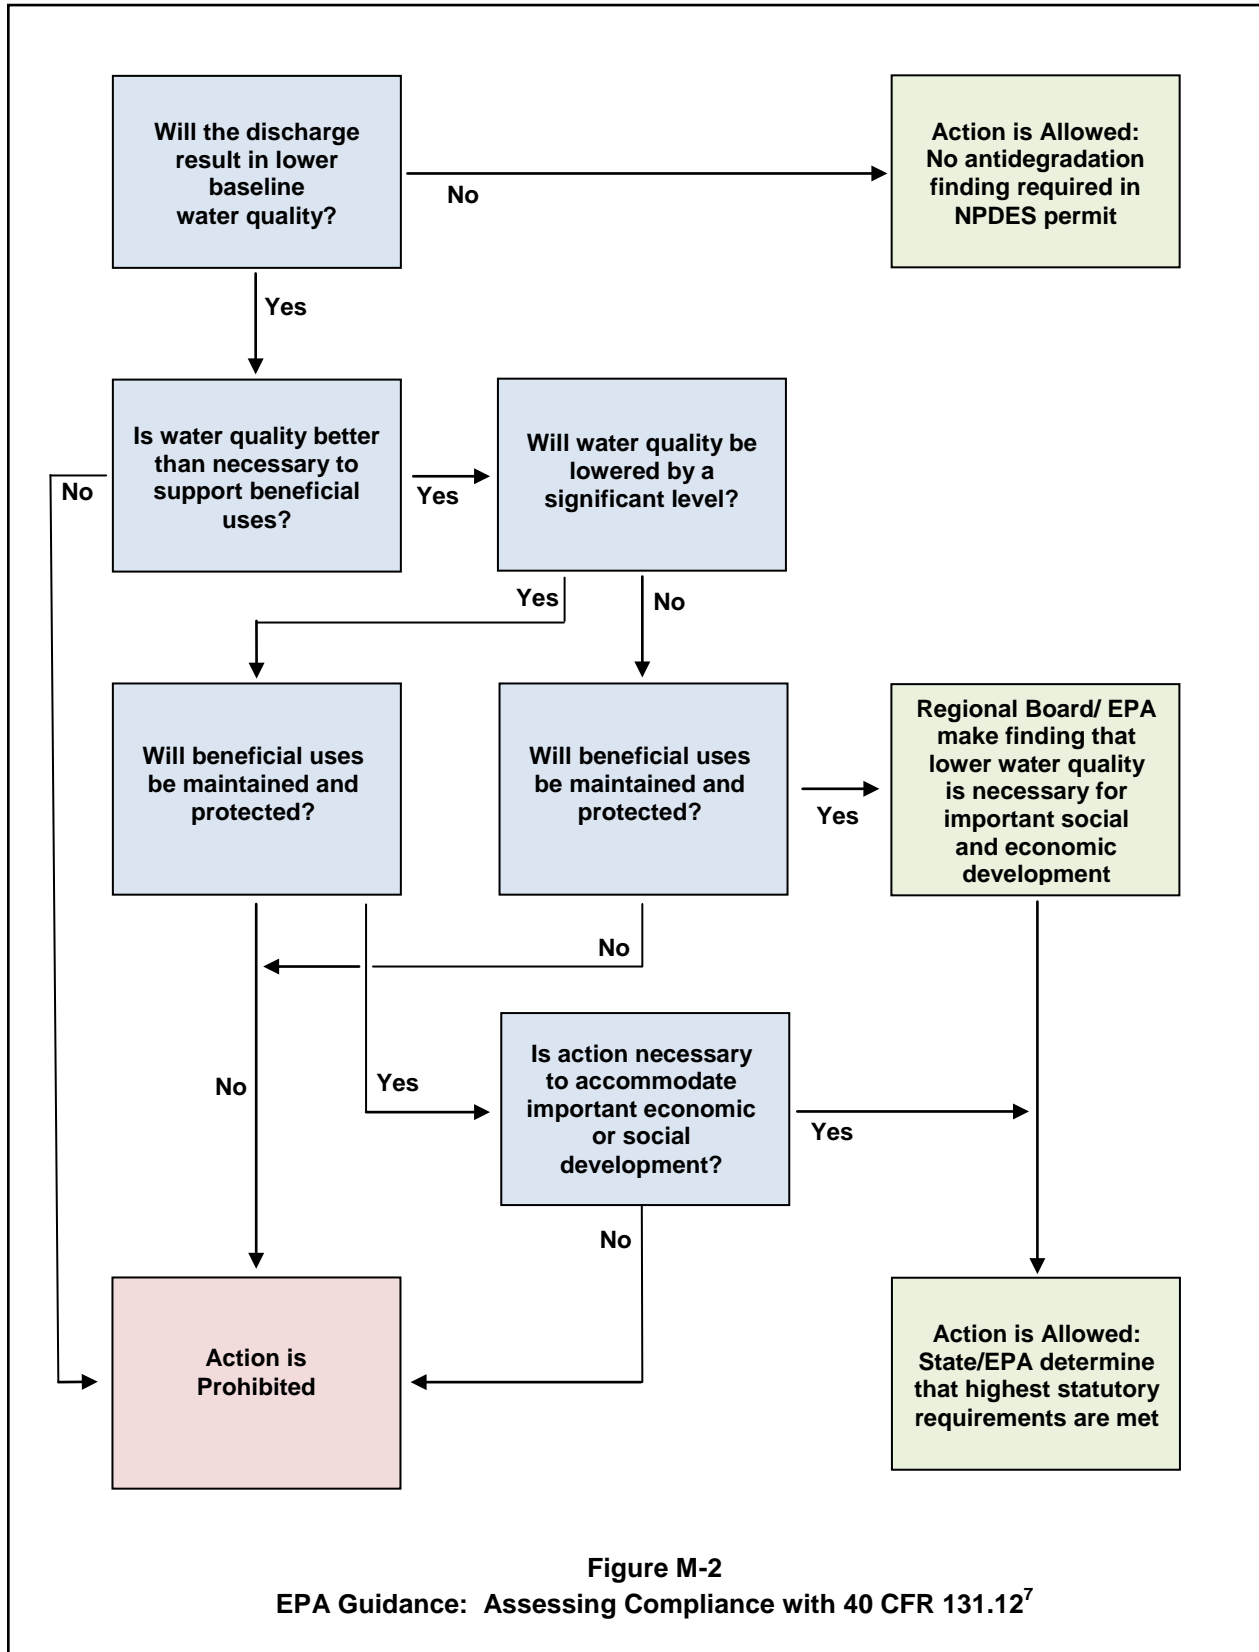 Will the discharge
result in lower
baseline
water quality?
No
Action is Allowed:
No antidegradation
finding required in
NPDES permit
Yes
Is water quality better
than necessary to
support beneficial
uses?
No
Yes
Will water quality be
lowered by a
significant level?
Yes
No
Will beneficial uses
be maintained and
protected?
Will beneficial uses
be maintained and
protected?
Yes
Regional Board/ EPA
make finding that
lower water quality
is necessary for
important social
and economic
development
No
No
Yes
Is action necessary
to accommodate
important economic
or social
development?
Yes
No
Action is
Prohibited
Action is Allowed:
State/EPA determine
that highest statutory
requirements are met
Figure M-2
EPA Guidance: Assessing Compliance with 40 CFR 131.12⁷